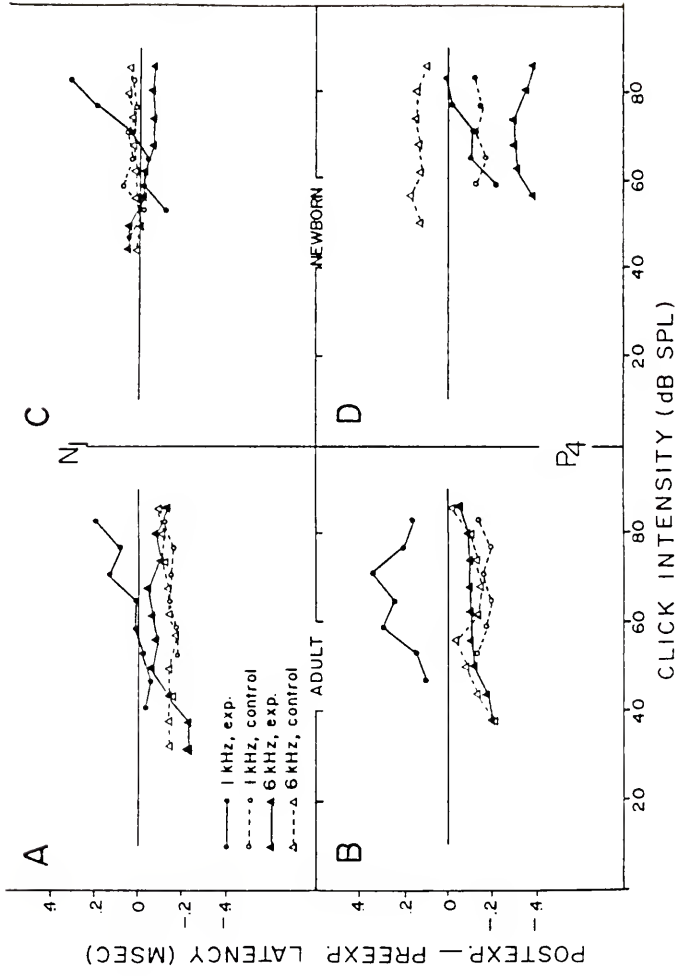 A
C
N1
.4
.2
0
-.2
-.4
1 kHz, exp.
1 kHz, control
6 kHz, exp.
6 kHz, control
ADULT
NEWBORN
B
D
P4
.4
.2
0
-.2
-.4
20
40
60
80
20
40
60
80
CLICK INTENSITY (dB SPL)
POSTEXP.— PREEXP. LATENCY (MSEC)